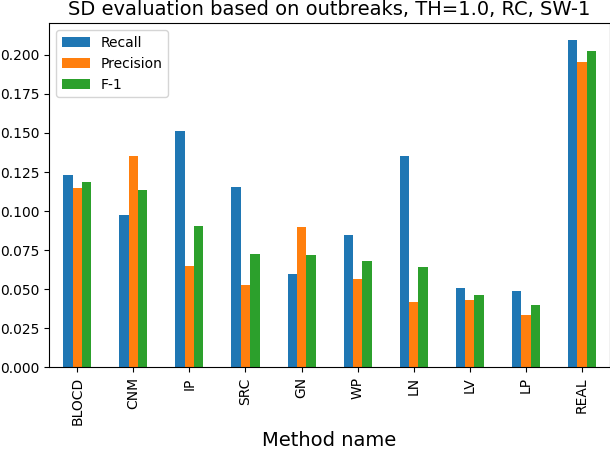 SD evaluation based on outbreaks, TH=1.0, RC, SW-1
Recall
Precision
F-1
0.200
0.175
0.150
0.125
0.100
0.075
0.050
0.025
0.000
BLOCD
CNM
IP
SRC
GN
WP
LN
LV
LP
REAL
Method name